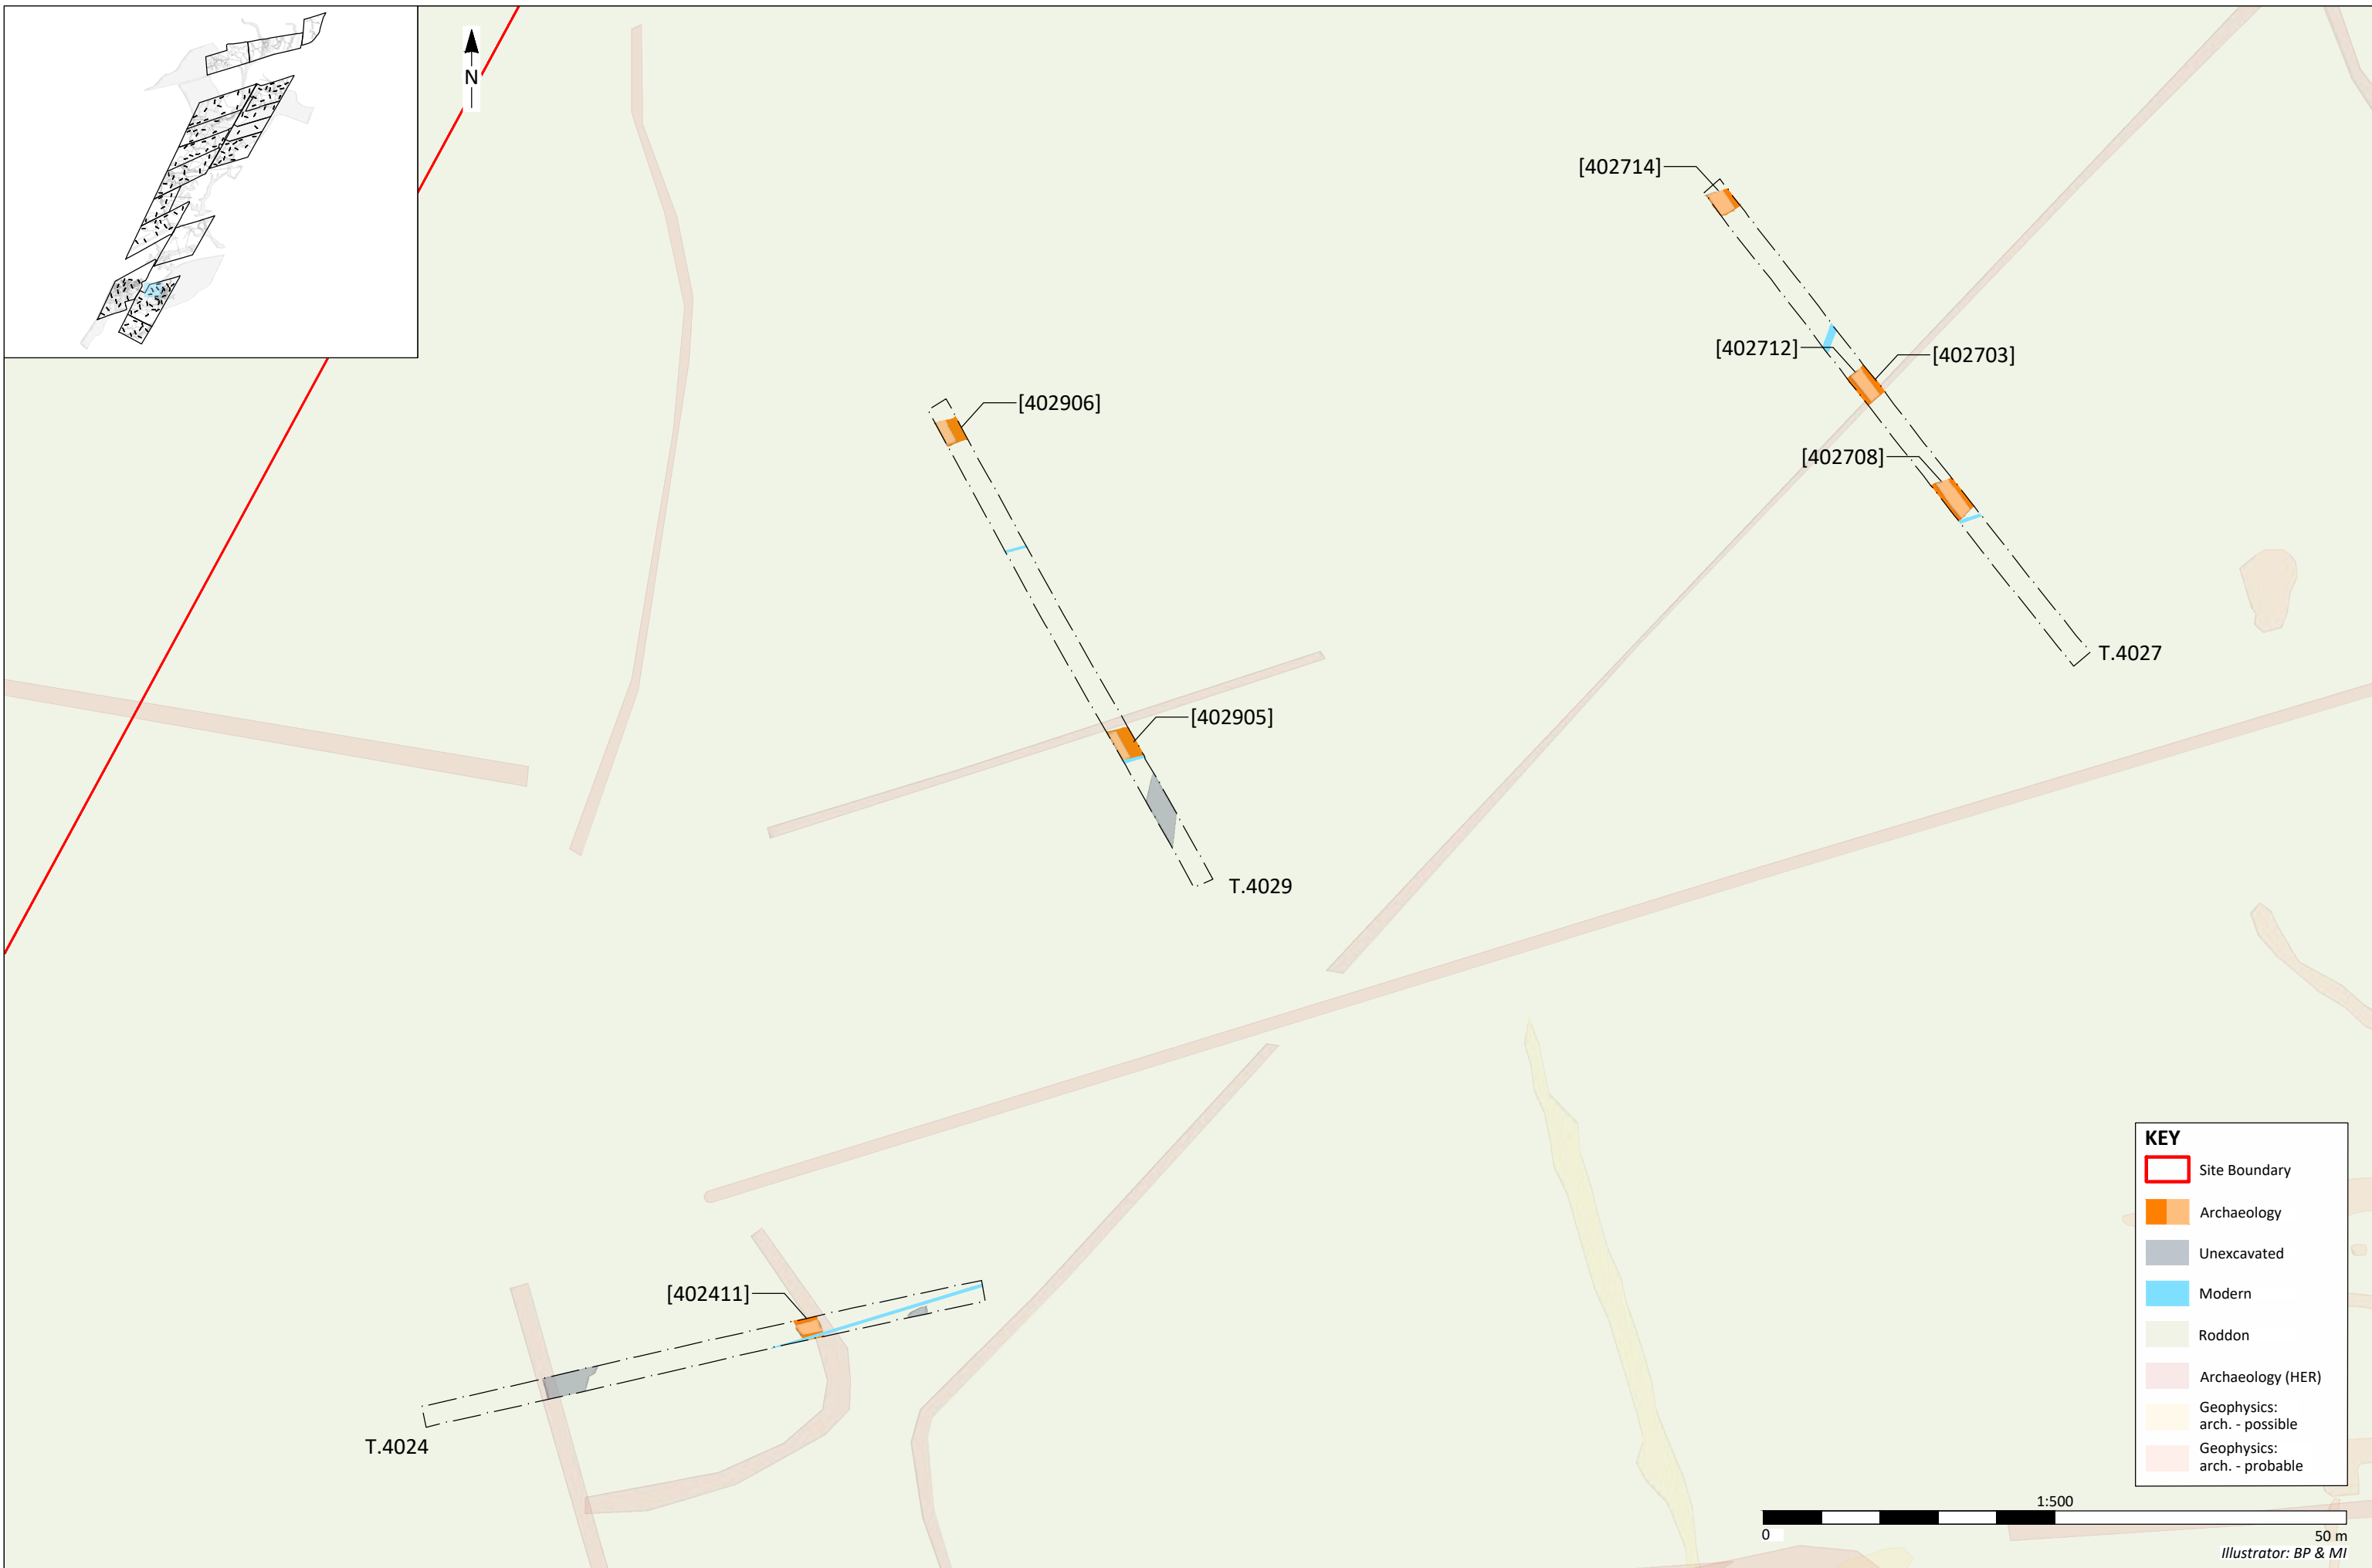 N
[402714]
[402712]
[402703]
[402906]
[402708]
T.4027
[402905]
T.4029
[402411]
T.4024
KEY
Site Boundary
Archaeology
Unexcavated
Modern
Roddon
Archaeology (HER)
Geophysics:
arch. - possible
Geophysics:
arch. - probable
1:500
0
50 m
Illustrator: BP & MI